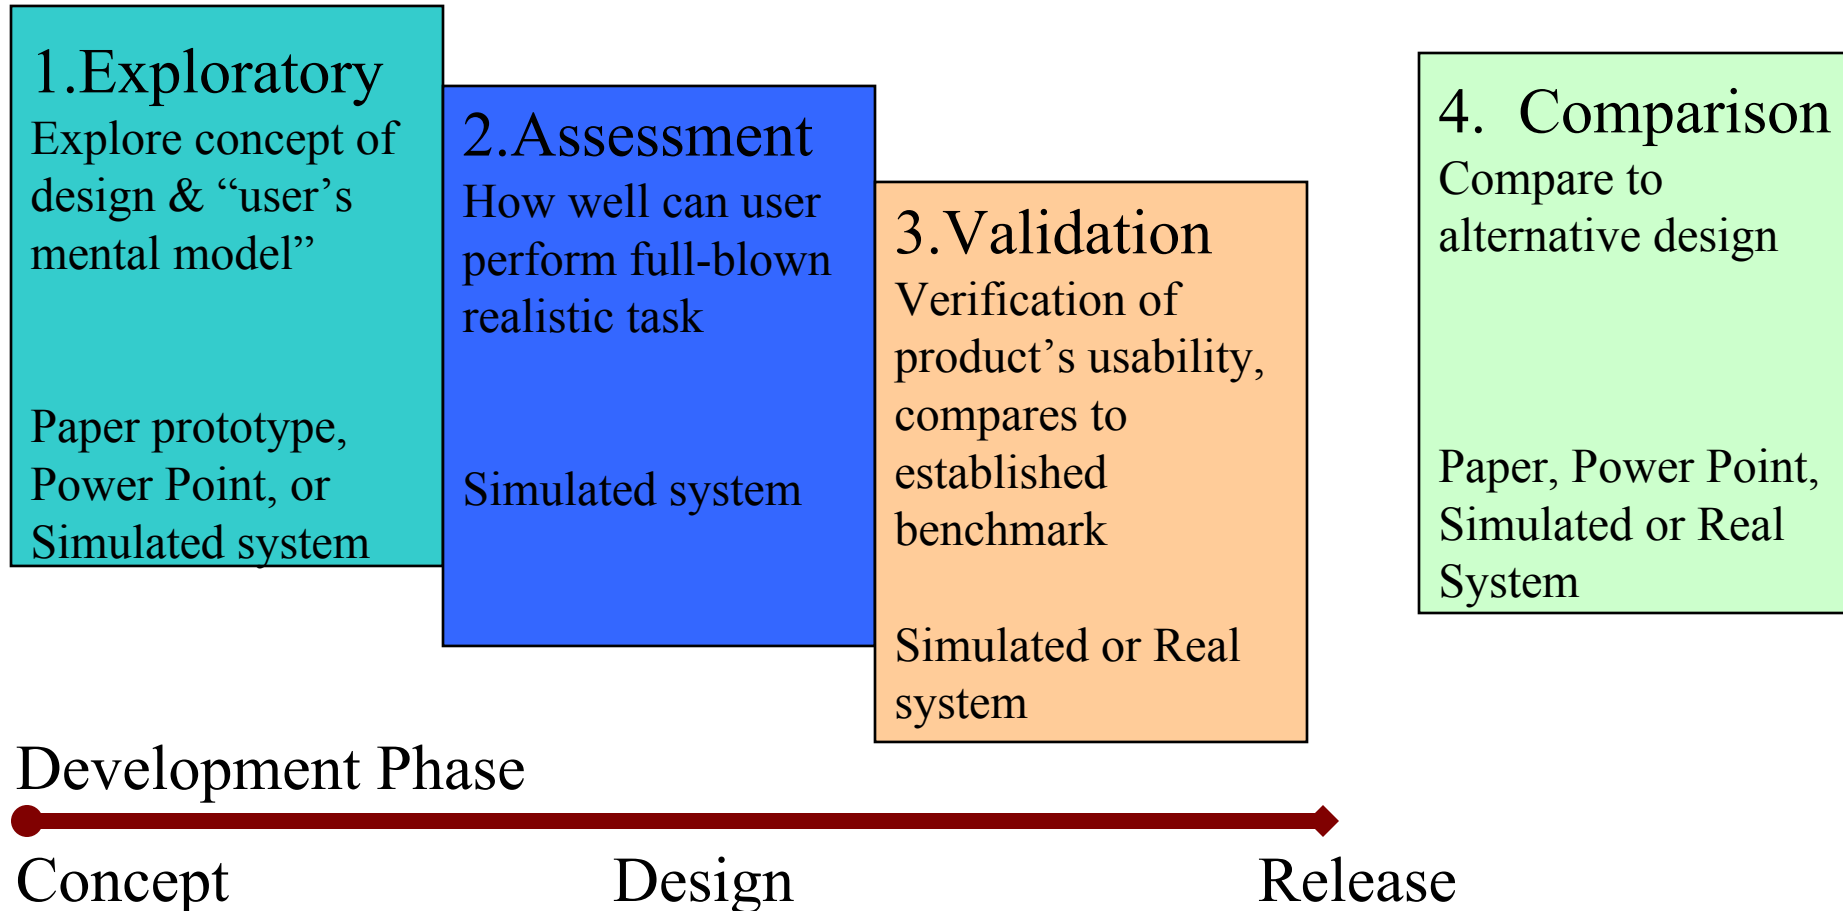 1.Exploratory
Explore concept of
design & “user’s
mental model”
Paper prototype,
Power Point, or
Simulated system
2.Assessment
How well can user
perform full-blown
realistic task
Simulated system
3.Validation
Verification of
product’s usability,
compares to
established
benchmark
Simulated or Real
system
4. Comparison
Compare to
alternative design
Paper, Power Point,
Simulated or Real
System
Development Phase
Concept Design Release